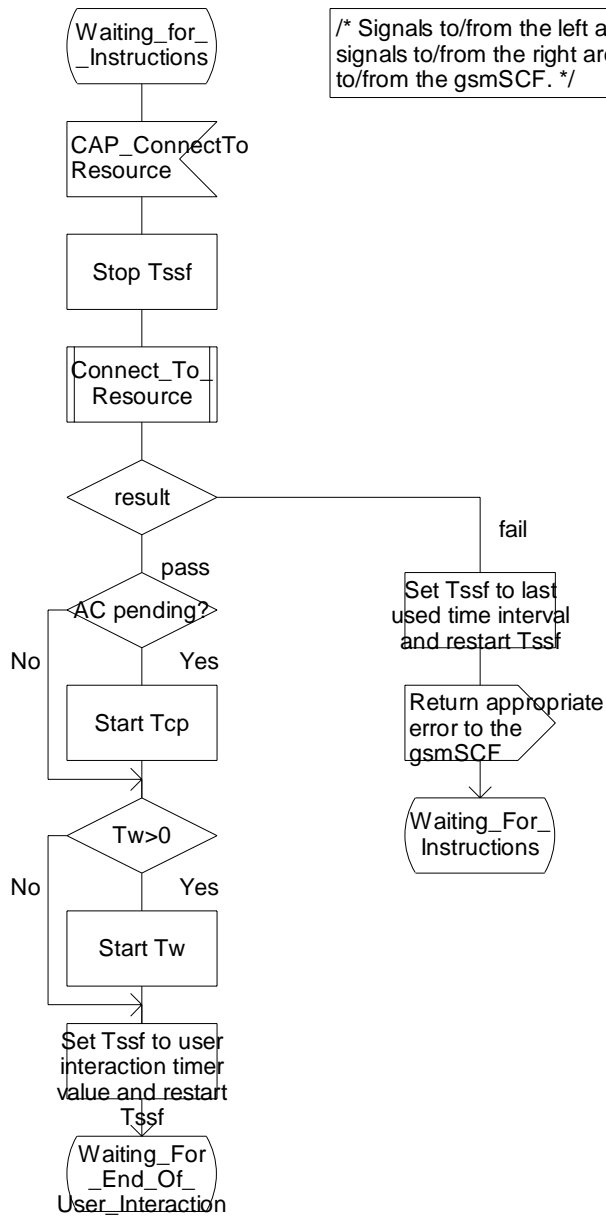 Waiting_for_
_Instructions
/* Signals to/from the left a
signals to/from the right are
to/from the gsmSCF. */
CAP_ConnectTo
Resource
Stop Tssf
Connect_To_
Resource
result
fail
pass
AC pending?
No
Yes
Start Tcp
Set Tssf to last
used time interval
and restart Tssf
Return appropriate
error to the
gsmSCF
Waiting_For_
Instructions
Tw>0
No
Yes
Start Tw
Set Tssf to user
interaction timer
value and restart
Tssf
Waiting_For
_End_Of_
User_Interaction